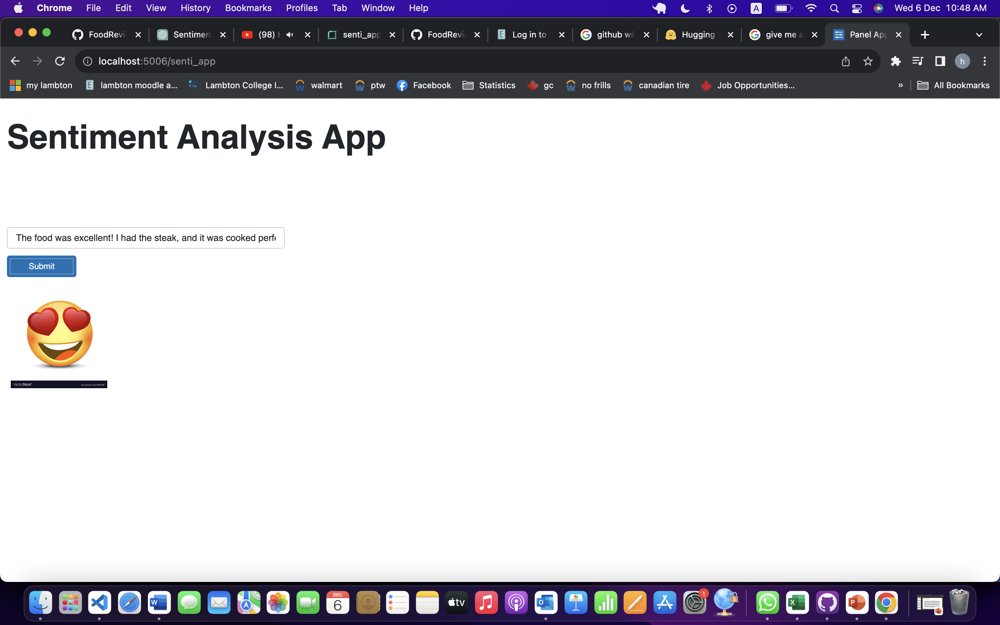 Chrome File Edit View History Bookmarks Profiles Tab Window Help A Wed 6 Dec 10:48 AM
FoodRevi Sentimen (98) senti_app FoodRevi Log in to github wi Hugging give me a Panel App
localhost:5006/senti_app h
my lambton lambton moodle a... Lambton College I... walmart ptw Facebook Statistics gc no frills canadian tire Job Opportunities... » All Bookmarks
Sentiment Analysis App
The food was excellent! I had the steak, and it was cooked perfe
Submit
VectorStock®
DEC
6
tv
1